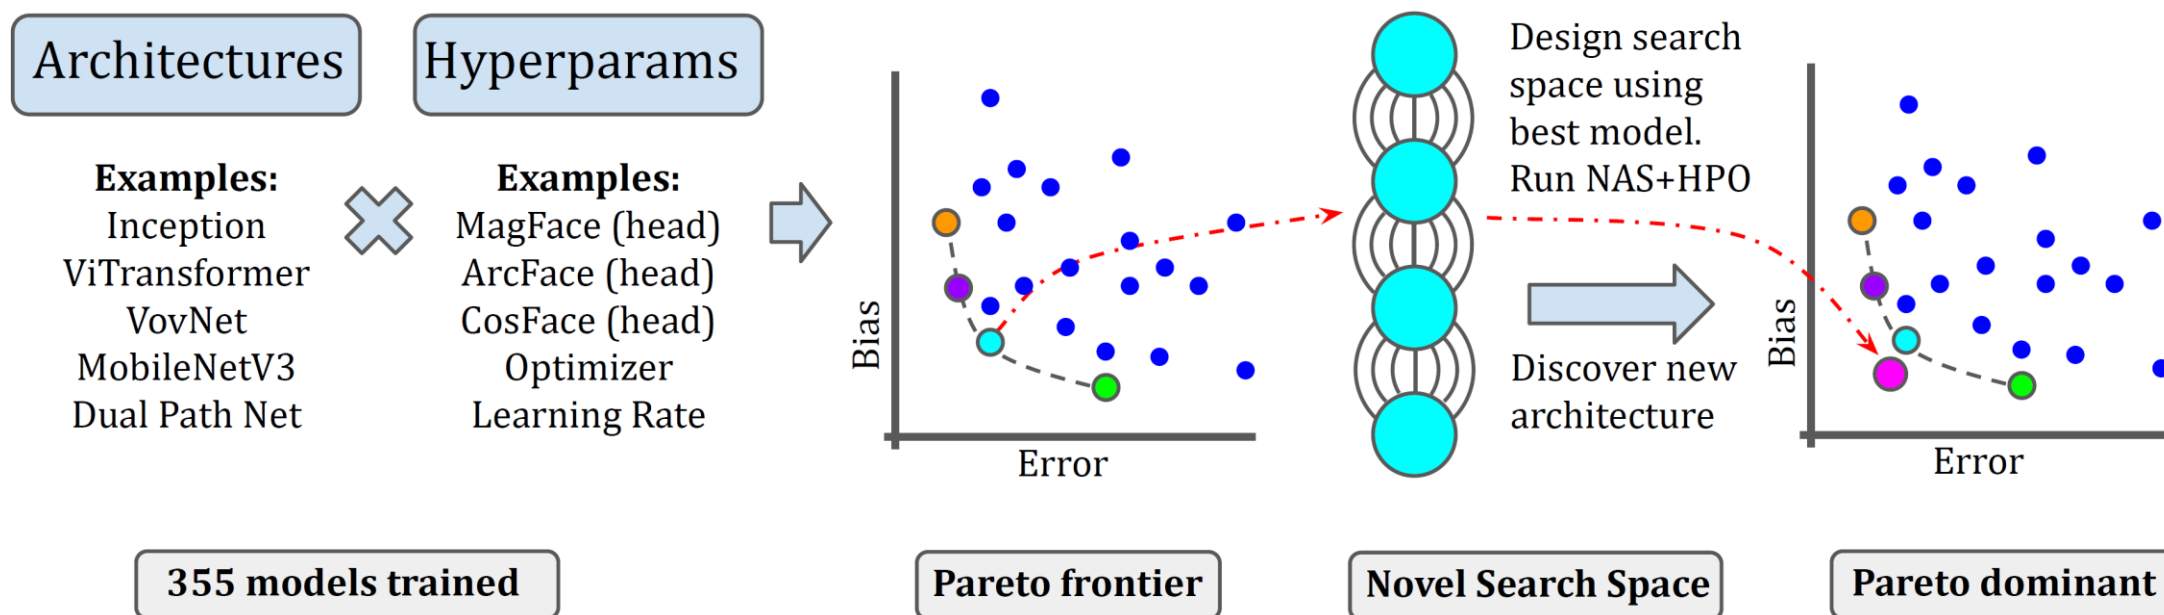 Architectures
Hyperparams
Examples:
Inception
ViTransformer
VovNet
MobileNetV3
Dual Path Net
Examples:
MagFace (head)
ArcFace (head)
CosFace (head)
Optimizer
Learning Rate
355 models trained
Bias
Error
Pareto frontier
Design search
space using
best model.
Run NAS+HPO
Discover new
architecture
Novel Search Space
Bias
Error
Pareto dominant